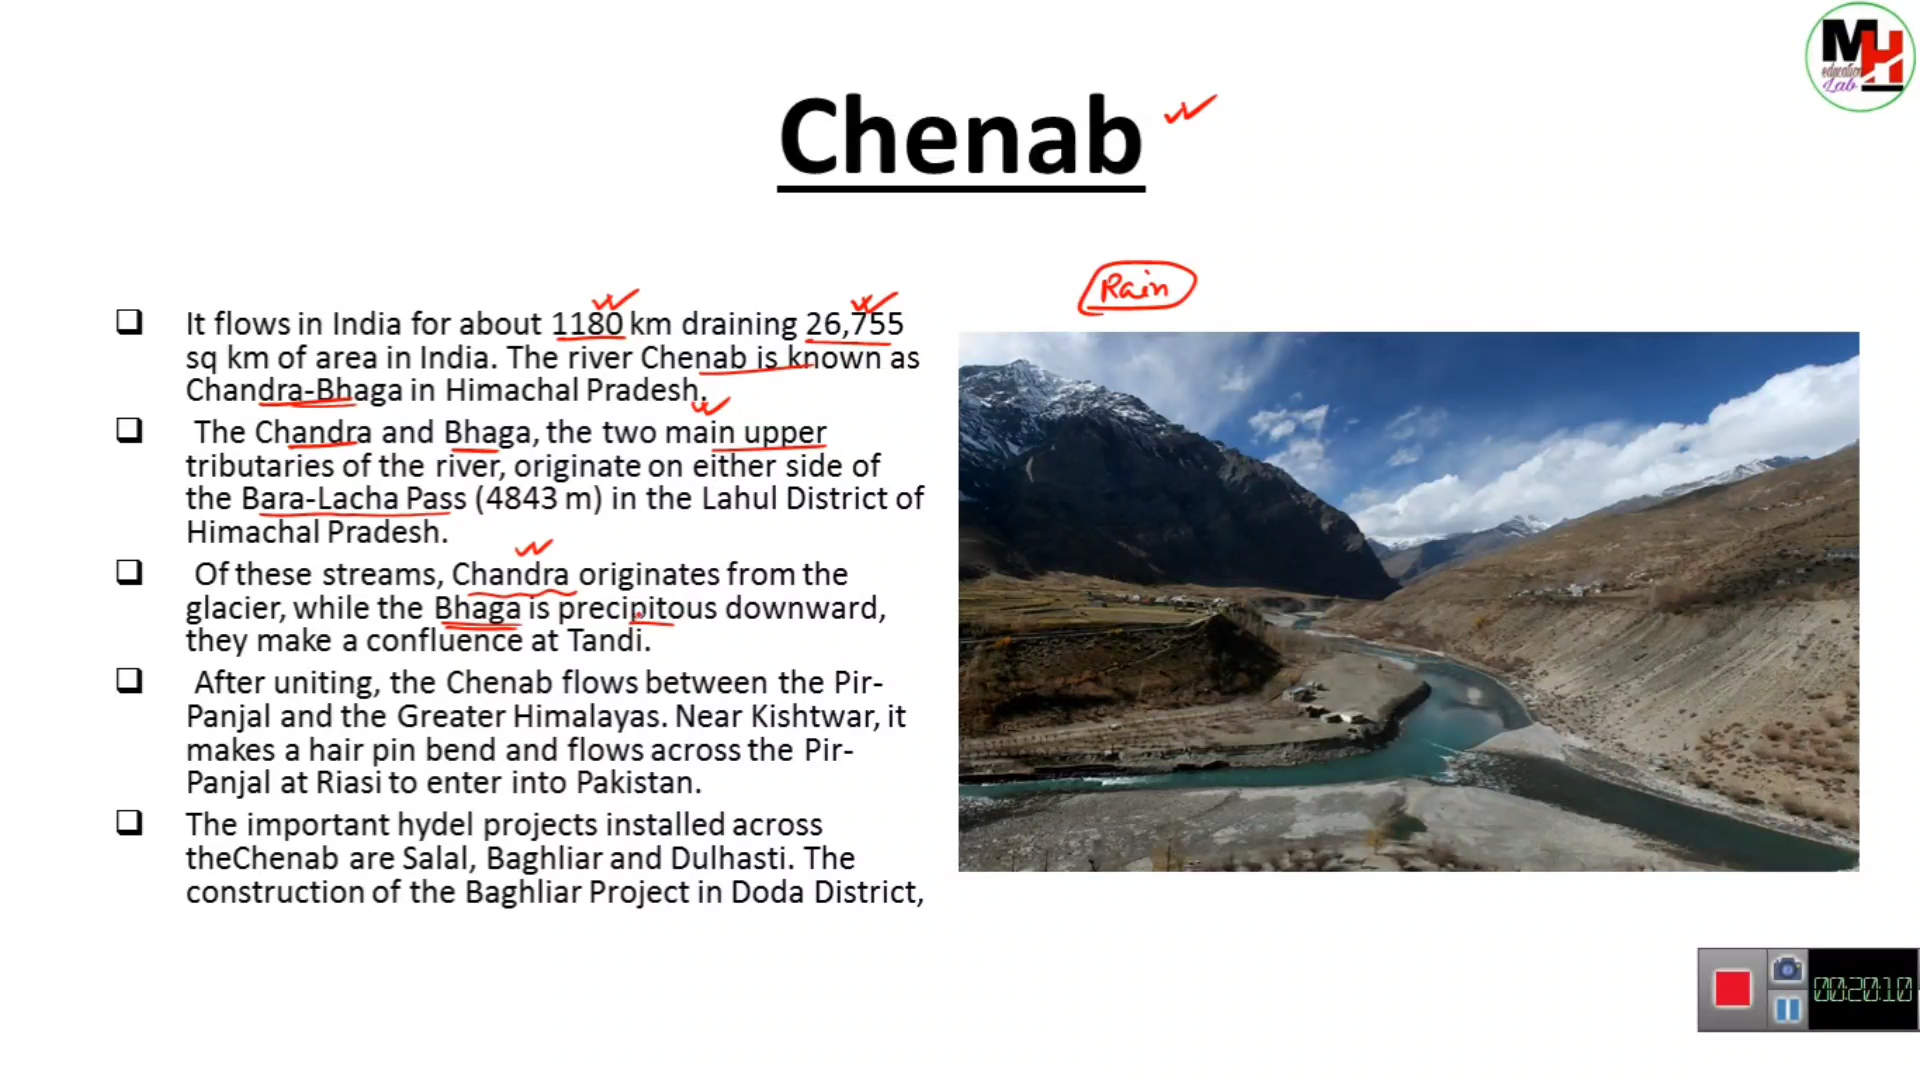 MH
education
Lab
Chenab
Rain
It flows in India for about 1180 km draining 26,755
sq km of area in India. The river Chenab is known as
Chandra-Bhaga in Himachal Pradesh.
The Chandra and Bhaga, the two main upper
tributaries of the river, originate on either side of
the Bara-Lacha Pass (4843 m) in the Lahul District of
Himachal Pradesh.
Of these streams, Chandra originates from the
glacier, while the Bhaga is precipitous downward,
they make a confluence at Tandi.
After uniting, the Chenab flows between the Pir-
Panjal and the Greater Himalayas. Near Kishtwar, it
makes a hair pin bend and flows across the Pir-
Panjal at Riasi to enter into Pakistan.
The important hydel projects installed across
theChenab are Salal, Baghliar and Dulhasti. The
construction of the Baghliar Project in Doda District,
00:20:10